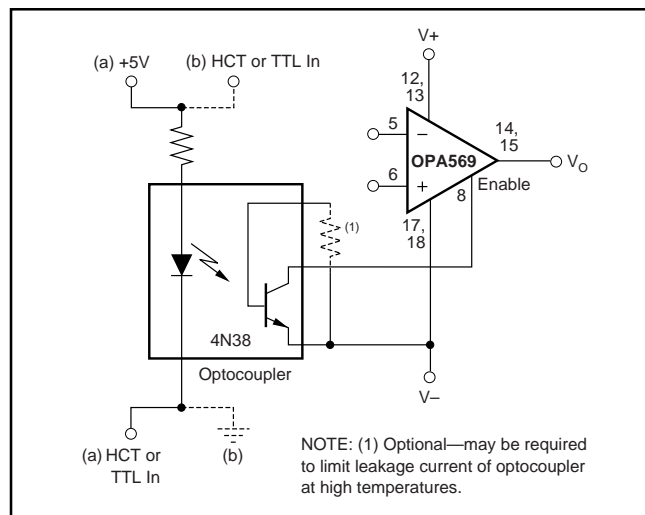 V+
(a) +5V
(b) HCT or TTL In
12,
13
5
–
14,
15
OPA569
VO
6
+
Enable
8
17,
18
(1)
4N38
Optocoupler
V–
(a) HCT or
TTL In
(b)
NOTE: (1) Optional—may be required
to limit leakage current of optocoupler
at high temperatures.